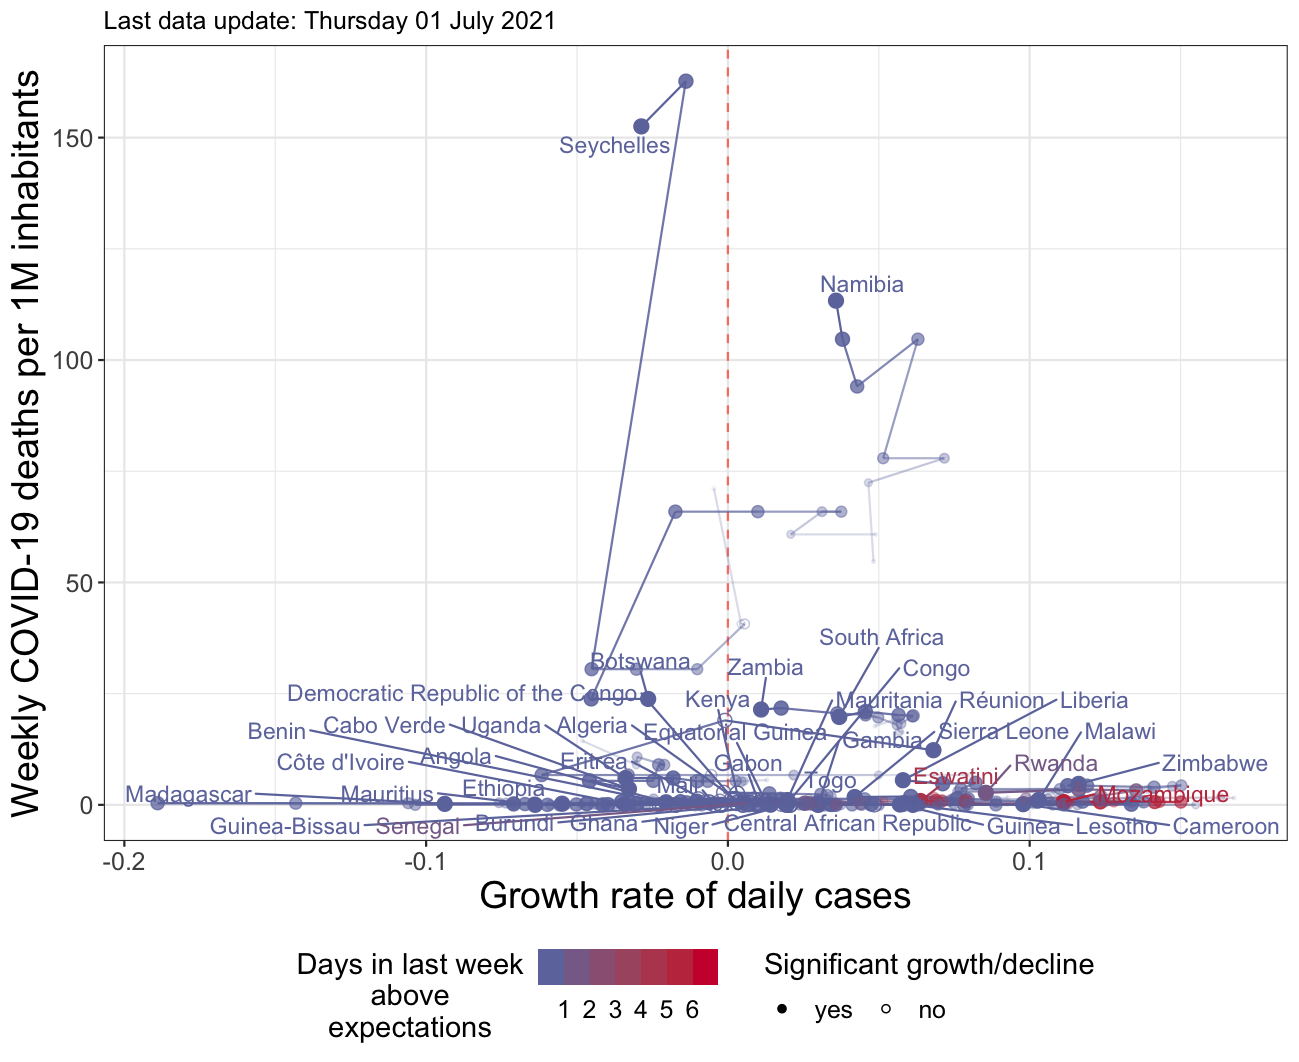 Last data update: Thursday 01 July 2021
Weekly COVID-19 deaths per 1M inhabitants
150
100
50
0
Seychelles
Namibia
South Africa
Botswana
Zambia
Congo
Democratic Republic of the Congo
Kenya
Mauritania
Réunion
Liberia
Benin
Cabo Verde
Uganda
Algeria
Equatorial Guinea
Gambia
Sierra Leone
Malawi
Côte d'Ivoire
Angola
Eritrea
Gabon
Eswatini
Rwanda
Zimbabwe
Madagascar
Mauritius
Ethiopia
Mali
Togo
Mozambique
Guinea-Bissau
Senegal
Burundi
Ghana
Niger
Central African Republic
Guinea
Lesotho
Cameroon
-0.2
-0.1
0.0
0.1
Growth rate of daily cases
Days in last week
above
expectations
1 2 3 4 5 6
Significant growth/decline
yes
no